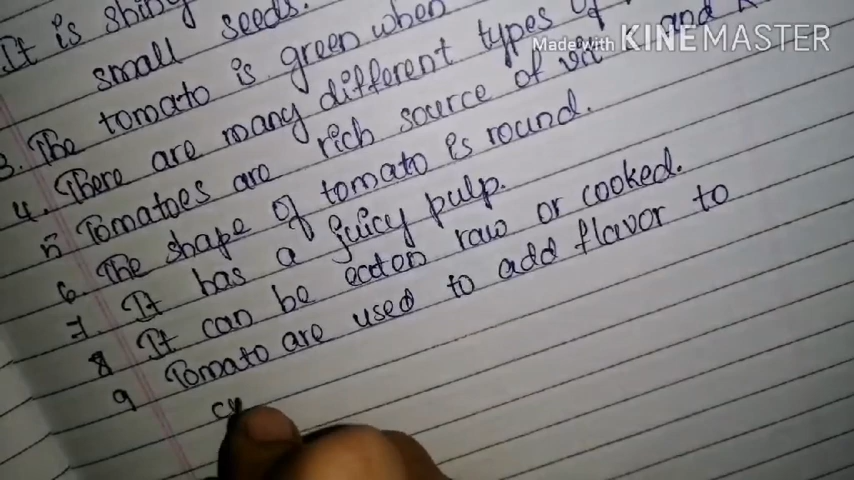 It is shiny
small seeds.
3. The tomato is green when
4. There are many different types of
5 Tomatoes are rich source of vit and K
6. The shape of tomato is round.
7. It has a juicy pulp.
8 It can be eaten raw or cooked.
9 Tomato are used to add flavor to
cu
Made with KINEMASTER